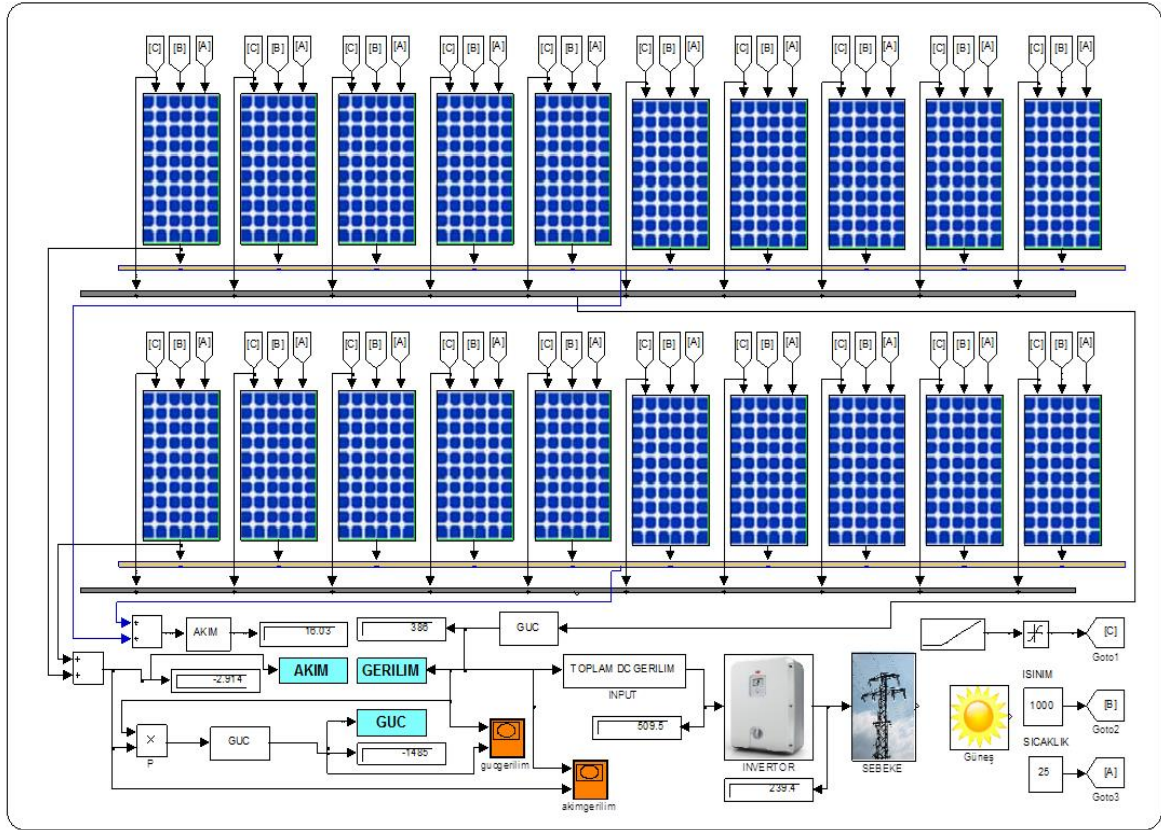 [C] [B] [A] [C] [B] [A] [C] [B] [A] [C] [B] [A] [C] [B] [A] [C] [B] [A] [C] [B] [A] [C] [B] [A] [C] [B] [A] [C] [B] [A]
[C] [B] [A] [C] [B] [A] [C] [B] [A] [C] [B] [A] [C] [B] [A] [C] [B] [A] [C] [B] [A] [C] [B] [A] [C] [B] [A] [C] [B] [A]
AKIM 16.03 386 GUC [C]
Goto1
-2.914 AKIM GERILIM TOPLAM DC GERILIM
INPUT
ISINIM
1000 [B]
Goto2
GUC
509.5
× GUC -1485
P
gucgerilim
INVERTOR
SEBEKE
Güneş
SICAKLIK
25 [A]
Goto3
239.4
akimgerilim